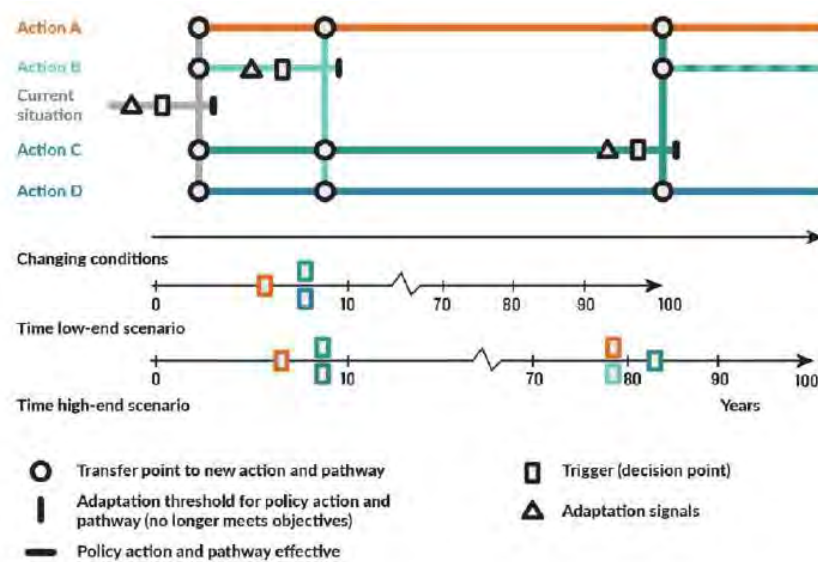 Action A
Action B
Current
situation
Action C
Action D
Changing conditions
0 10 70 80 90 100
Time low-end scenario
0 10 70 80 90 100
Time high-end scenario Years
Transfer point to new action and pathway
Adaptation threshold for policy action and
pathway (no longer meets objectives)
Policy action and pathway effective
Trigger (decision point)
Adaptation signals